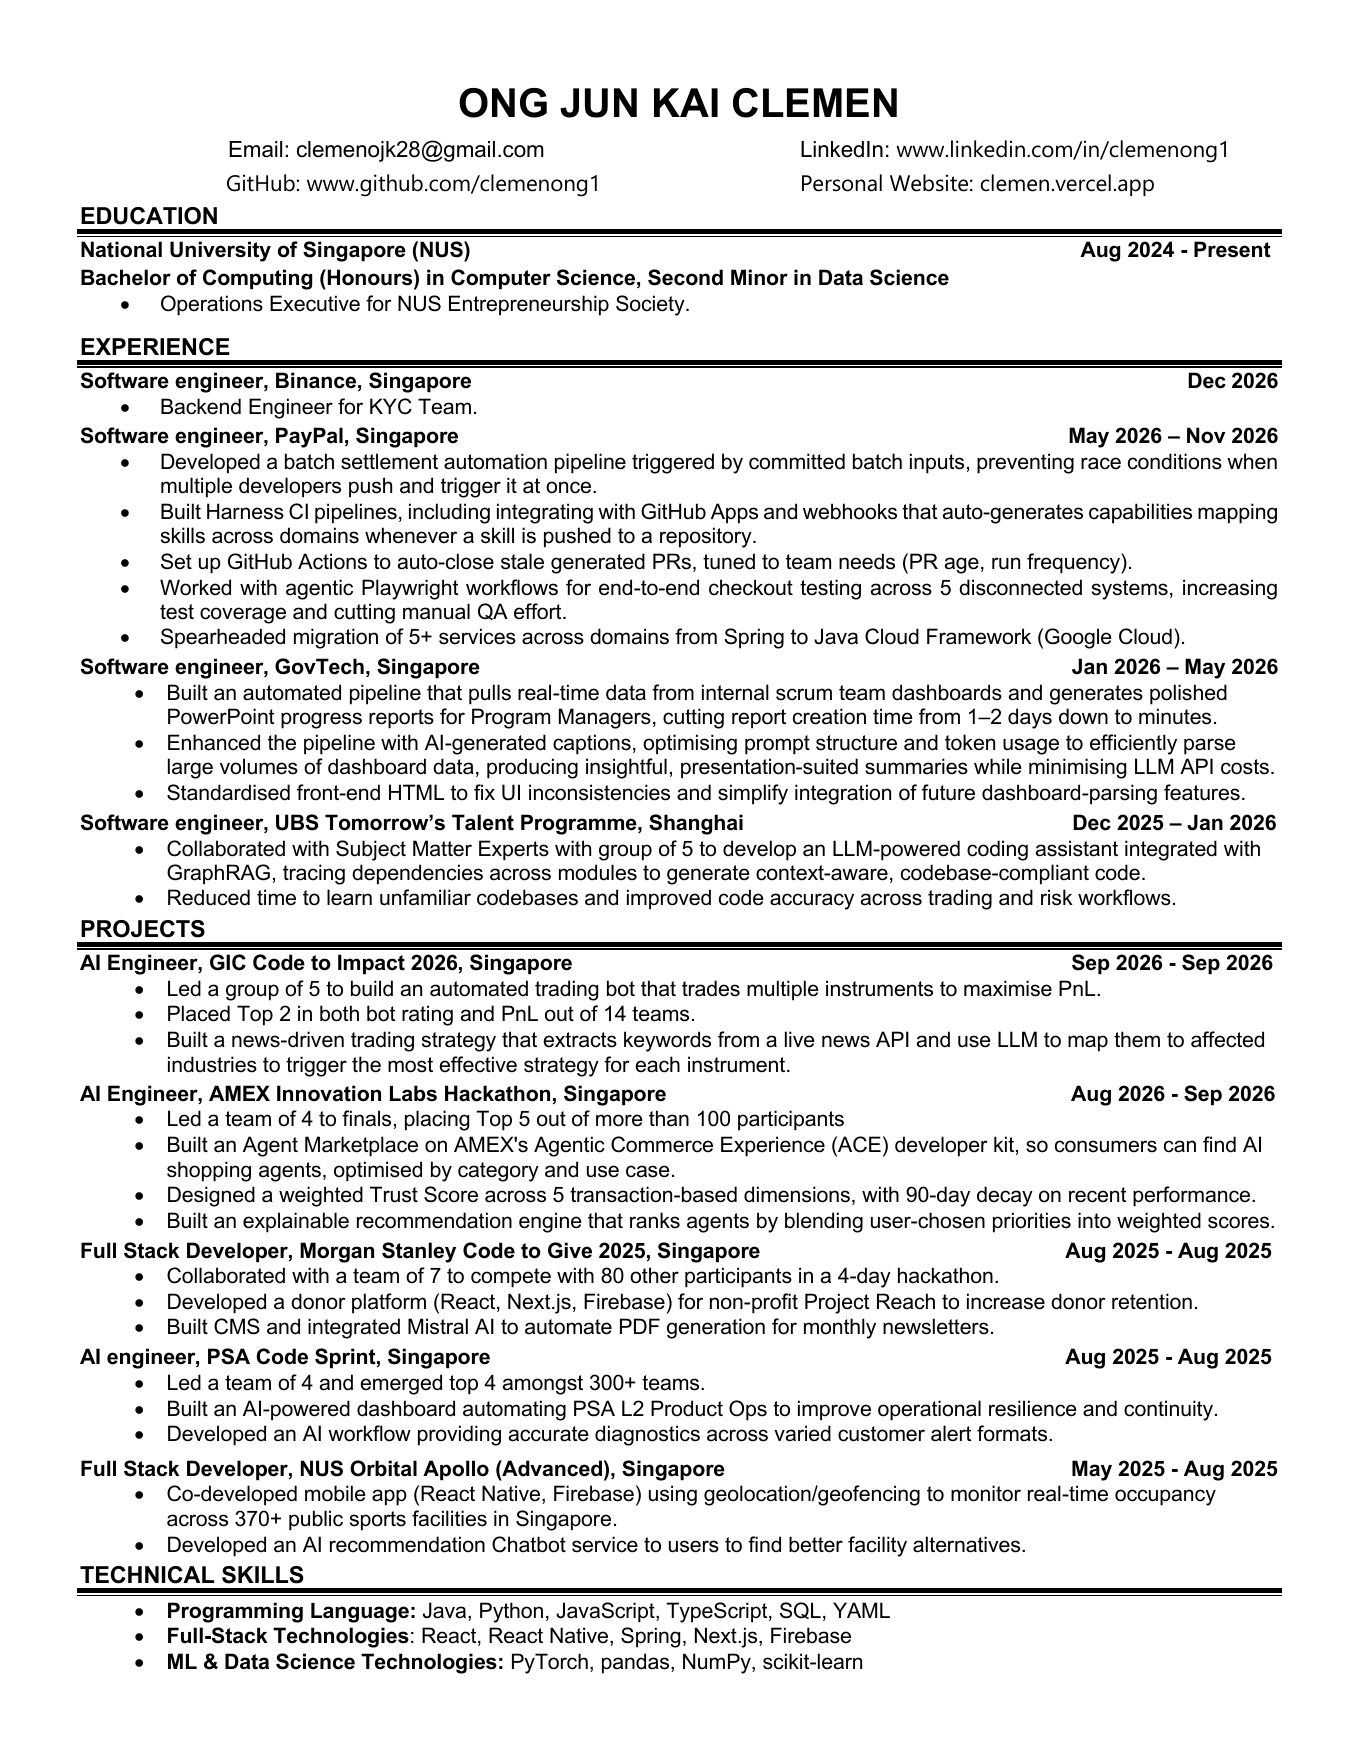 ONG JUN KAI CLEMEN
Email: clemenojk28@gmail.com LinkedIn: www.linkedin.com/in/clemenong1
GitHub: www.github.com/clemenong1 Personal Website: clemen.vercel.app
EDUCATION
National University of Singapore (NUS) Aug 2024 - Present
Bachelor of Computing (Honours) in Computer Science, Second Minor in Data Science
• Operations Executive for NUS Entrepreneurship Society.
EXPERIENCE
Software engineer, Binance, Singapore Dec 2026
• Backend Engineer for KYC Team.
Software engineer, PayPal, Singapore May 2026 – Nov 2026
• Developed a batch settlement automation pipeline triggered by committed batch inputs, preventing race conditions when
multiple developers push and trigger it at once.
• Built Harness CI pipelines, including integrating with GitHub Apps and webhooks that auto-generates capabilities mapping
skills across domains whenever a skill is pushed to a repository.
• Set up GitHub Actions to auto-close stale generated PRs, tuned to team needs (PR age, run frequency).
• Worked with agentic Playwright workflows for end-to-end checkout testing across 5 disconnected systems, increasing
test coverage and cutting manual QA effort.
• Spearheaded migration of 5+ services across domains from Spring to Java Cloud Framework (Google Cloud).
Software engineer, GovTech, Singapore Jan 2026 – May 2026
• Built an automated pipeline that pulls real-time data from internal scrum team dashboards and generates polished
PowerPoint progress reports for Program Managers, cutting report creation time from 1–2 days down to minutes.
• Enhanced the pipeline with AI-generated captions, optimising prompt structure and token usage to efficiently parse
large volumes of dashboard data, producing insightful, presentation-suited summaries while minimising LLM API costs.
• Standardised front-end HTML to fix UI inconsistencies and simplify integration of future dashboard-parsing features.
Software engineer, UBS Tomorrow’s Talent Programme, Shanghai Dec 2025 – Jan 2026
• Collaborated with Subject Matter Experts with group of 5 to develop an LLM-powered coding assistant integrated with
GraphRAG, tracing dependencies across modules to generate context-aware, codebase-compliant code.
• Reduced time to learn unfamiliar codebases and improved code accuracy across trading and risk workflows.
PROJECTS
AI Engineer, GIC Code to Impact 2026, Singapore Sep 2026 - Sep 2026
• Led a group of 5 to build an automated trading bot that trades multiple instruments to maximise PnL.
• Placed Top 2 in both bot rating and PnL out of 14 teams.
• Built a news-driven trading strategy that extracts keywords from a live news API and use LLM to map them to affected
industries to trigger the most effective strategy for each instrument.
AI Engineer, AMEX Innovation Labs Hackathon, Singapore Aug 2026 - Sep 2026
• Led a team of 4 to finals, placing Top 5 out of more than 100 participants
• Built an Agent Marketplace on AMEX's Agentic Commerce Experience (ACE) developer kit, so consumers can find AI
shopping agents, optimised by category and use case.
• Designed a weighted Trust Score across 5 transaction-based dimensions, with 90-day decay on recent performance.
• Built an explainable recommendation engine that ranks agents by blending user-chosen priorities into weighted scores.
Full Stack Developer, Morgan Stanley Code to Give 2025, Singapore Aug 2025 - Aug 2025
• Collaborated with a team of 7 to compete with 80 other participants in a 4-day hackathon.
• Developed a donor platform (React, Next.js, Firebase) for non-profit Project Reach to increase donor retention.
• Built CMS and integrated Mistral AI to automate PDF generation for monthly newsletters.
AI engineer, PSA Code Sprint, Singapore Aug 2025 - Aug 2025
• Led a team of 4 and emerged top 4 amongst 300+ teams.
• Built an AI-powered dashboard automating PSA L2 Product Ops to improve operational resilience and continuity.
• Developed an AI workflow providing accurate diagnostics across varied customer alert formats.
Full Stack Developer, NUS Orbital Apollo (Advanced), Singapore May 2025 - Aug 2025
• Co-developed mobile app (React Native, Firebase) using geolocation/geofencing to monitor real-time occupancy
across 370+ public sports facilities in Singapore.
• Developed an AI recommendation Chatbot service to users to find better facility alternatives.
TECHNICAL SKILLS
• Programming Language: Java, Python, JavaScript, TypeScript, SQL, YAML
• Full-Stack Technologies: React, React Native, Spring, Next.js, Firebase
• ML & Data Science Technologies: PyTorch, pandas, NumPy, scikit-learn